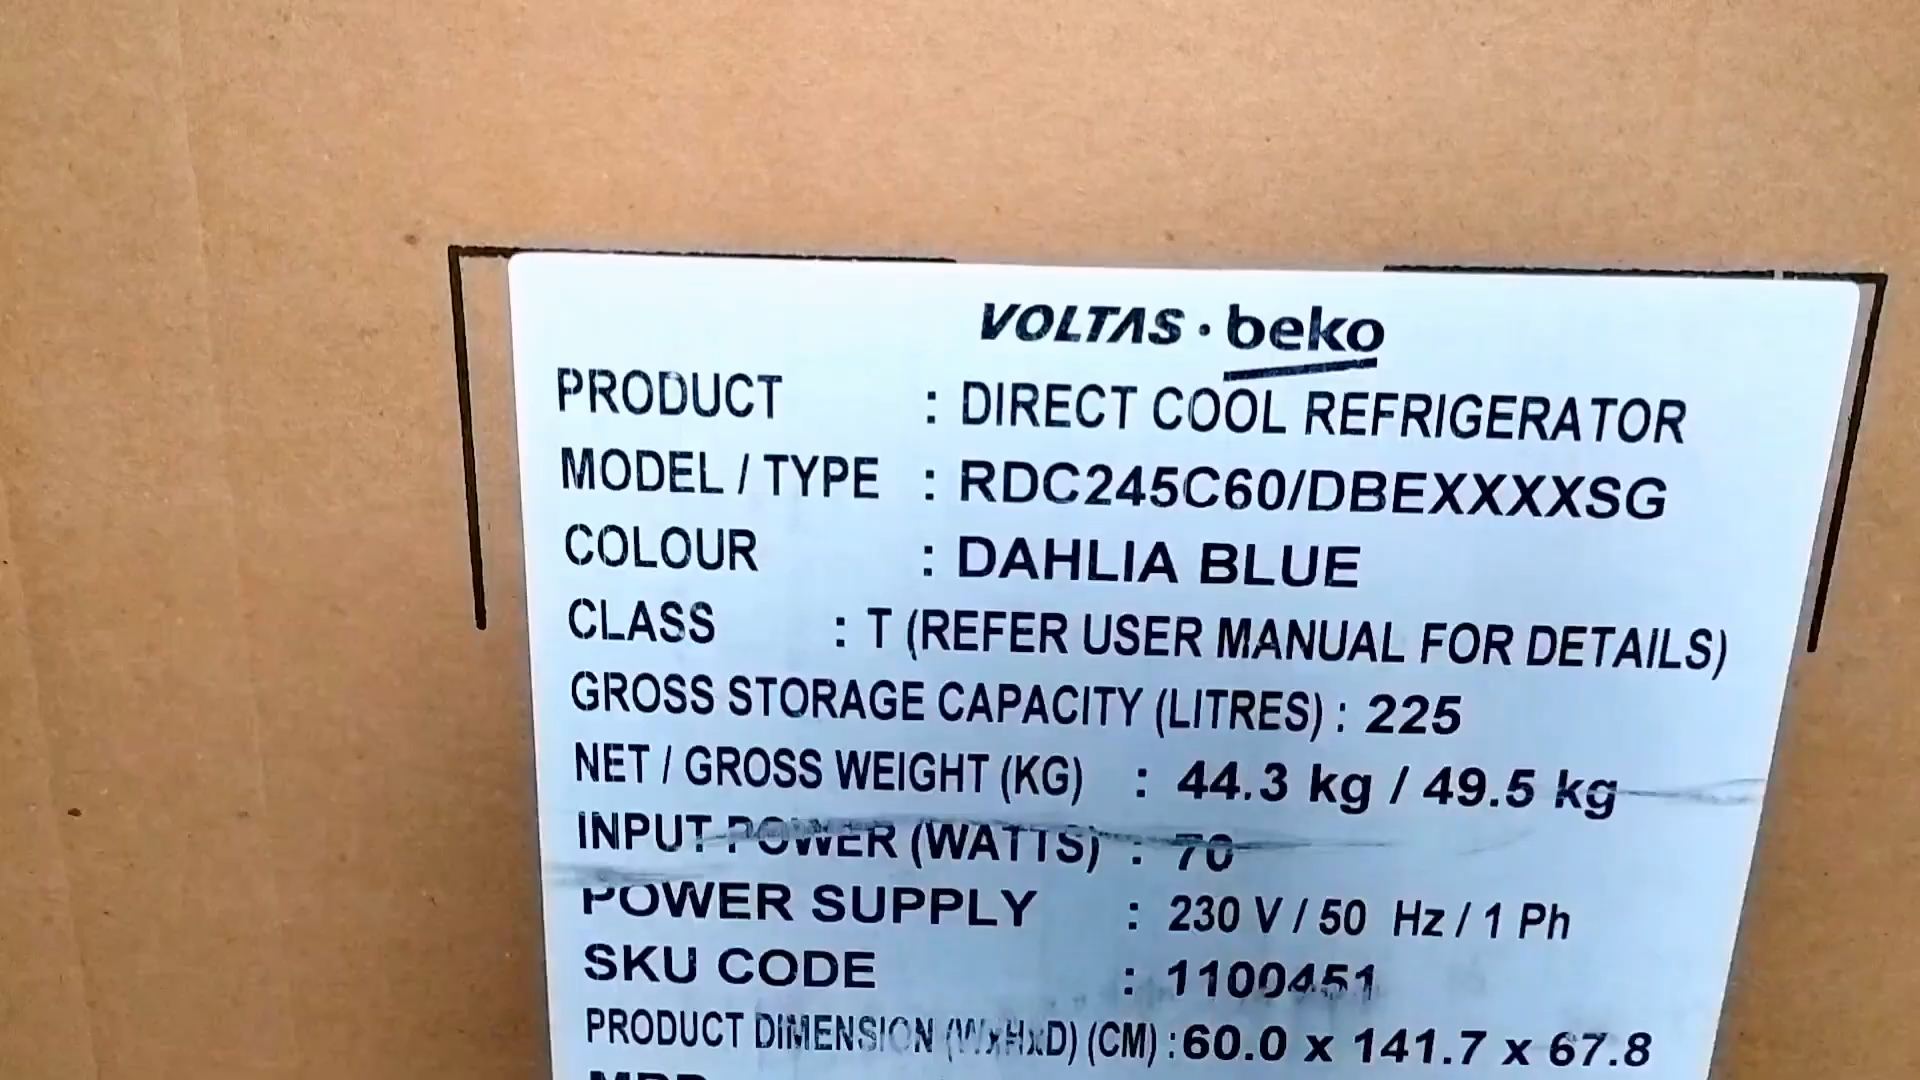 VOLTAS · beko
PRODUCT : DIRECT COOL REFRIGERATOR
MODEL / TYPE : RDC245C60/DBEXXXXSG
COLOUR : DAHLIA BLUE
CLASS : T (REFER USER MANUAL FOR DETAILS)
GROSS STORAGE CAPACITY (LITRES) : 225
NET / GROSS WEIGHT (KG) : 44.3 kg / 49.5 kg
INPUT POWER (WATTS) : 70
POWER SUPPLY : 230 V / 50 Hz / 1 Ph
SKU CODE : 1100451
PRODUCT DIMENSION (WxHxD) (CM) : 60.0 x 141.7 x 67.8